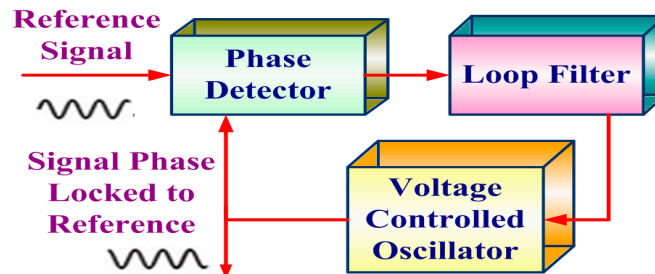 Reference
Signal
Phase
Detector
Loop Filter
Signal Phase
Locked to
Reference
Voltage
Controlled
Oscillator